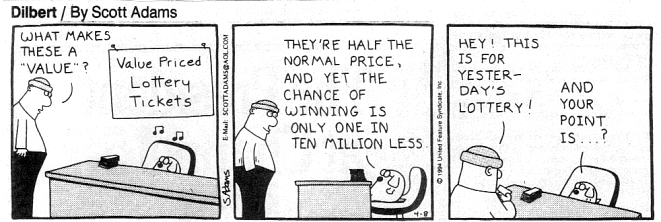 Dilbert / By Scott Adams
WHAT MAKES
THESE A
"VALUE"?
Value Priced
Lottery
Tickets
S.Adams
E-Mail: SCOTTADAMS@AOL.COM
THEY'RE HALF THE
NORMAL PRICE,
AND YET THE
CHANCE OF
WINNING IS
ONLY ONE IN
TEN MILLION LESS.
4-8
© 1994 United Feature Syndicate, Inc
HEY! THIS
IS FOR
YESTER-
DAY'S
LOTTERY!
AND
YOUR
POINT
IS...?